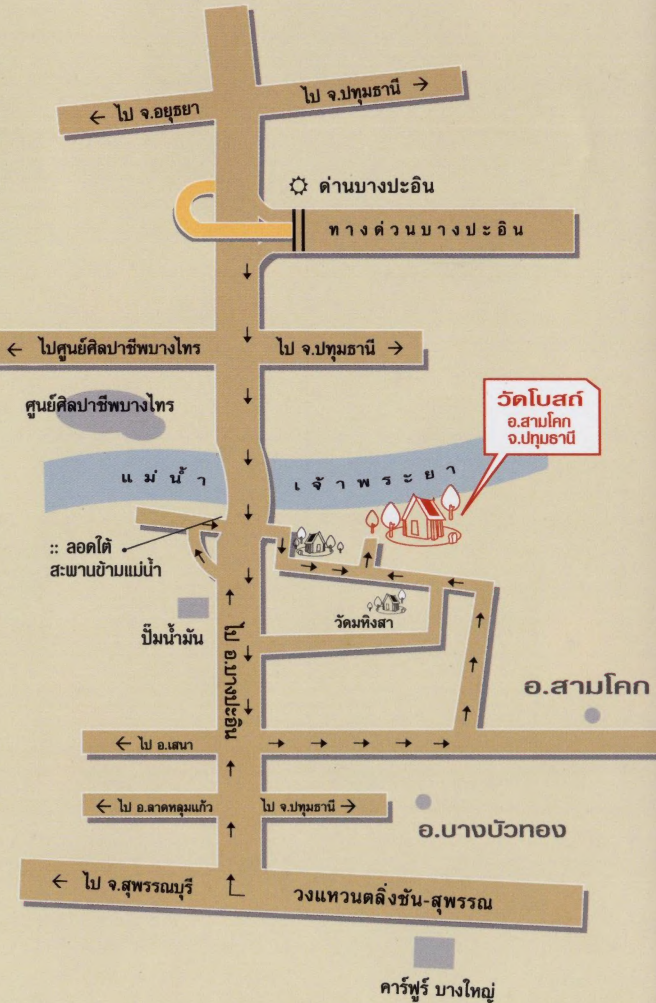 ← ไป จ.อยุธยา
ไป จ.ปทุมธานี →
ด่านบางปะอิน
ทางด่วนบางปะอิน
← ไปศูนย์ศิลปาชีพบางไทร
ไป จ.ปทุมธานี →
ศูนย์ศิลปาชีพบางไทร
วัดโบสถ์
อ.สามโคก
จ.ปทุมธานี
แม่น้ำ
เจ้าพระยา
:: ลอดใต้
สะพานข้ามแม่น้ำ
วัดมหิงสา
ปั๊มน้ำมัน
ไป อ.บางปะอิน
อ.สามโคก
← ไป อ.เสนา
← ไป อ.ลาดหลุมแก้ว
ไป จ.ปทุมธานี →
อ.บางบัวทอง
← ไป จ.สุพรรณบุรี
วงแหวนตลิ่งชัน-สุพรรณ
คาร์ฟูร์ บางใหญ่